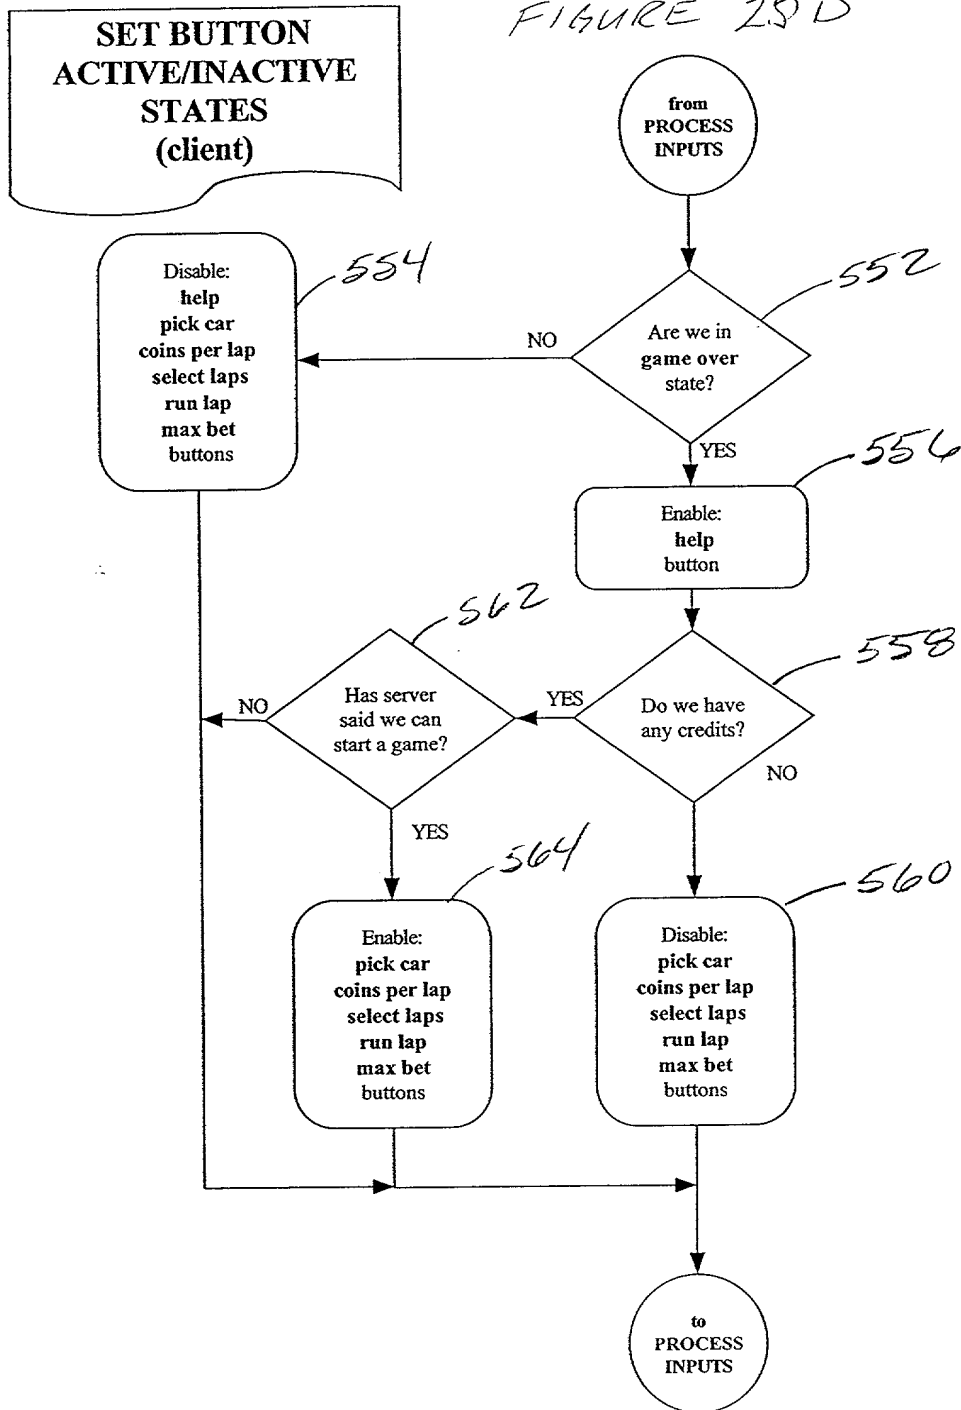 FIGURE 28D
SET BUTTON
ACTIVE/INACTIVE
STATES
(client)
from
PROCESS
INPUTS
554
Disable:
help
pick car
coins per lap
select laps
run lap
max bet
buttons
552
Are we in
game over
state?
NO
YES
556
Enable:
help
button
562
Has server
said we can
start a game?
NO
YES
558
Do we have
any credits?
YES
NO
564
Enable:
pick car
coins per lap
select laps
run lap
max bet
buttons
560
Disable:
pick car
coins per lap
select laps
run lap
max bet
buttons
to
PROCESS
INPUTS